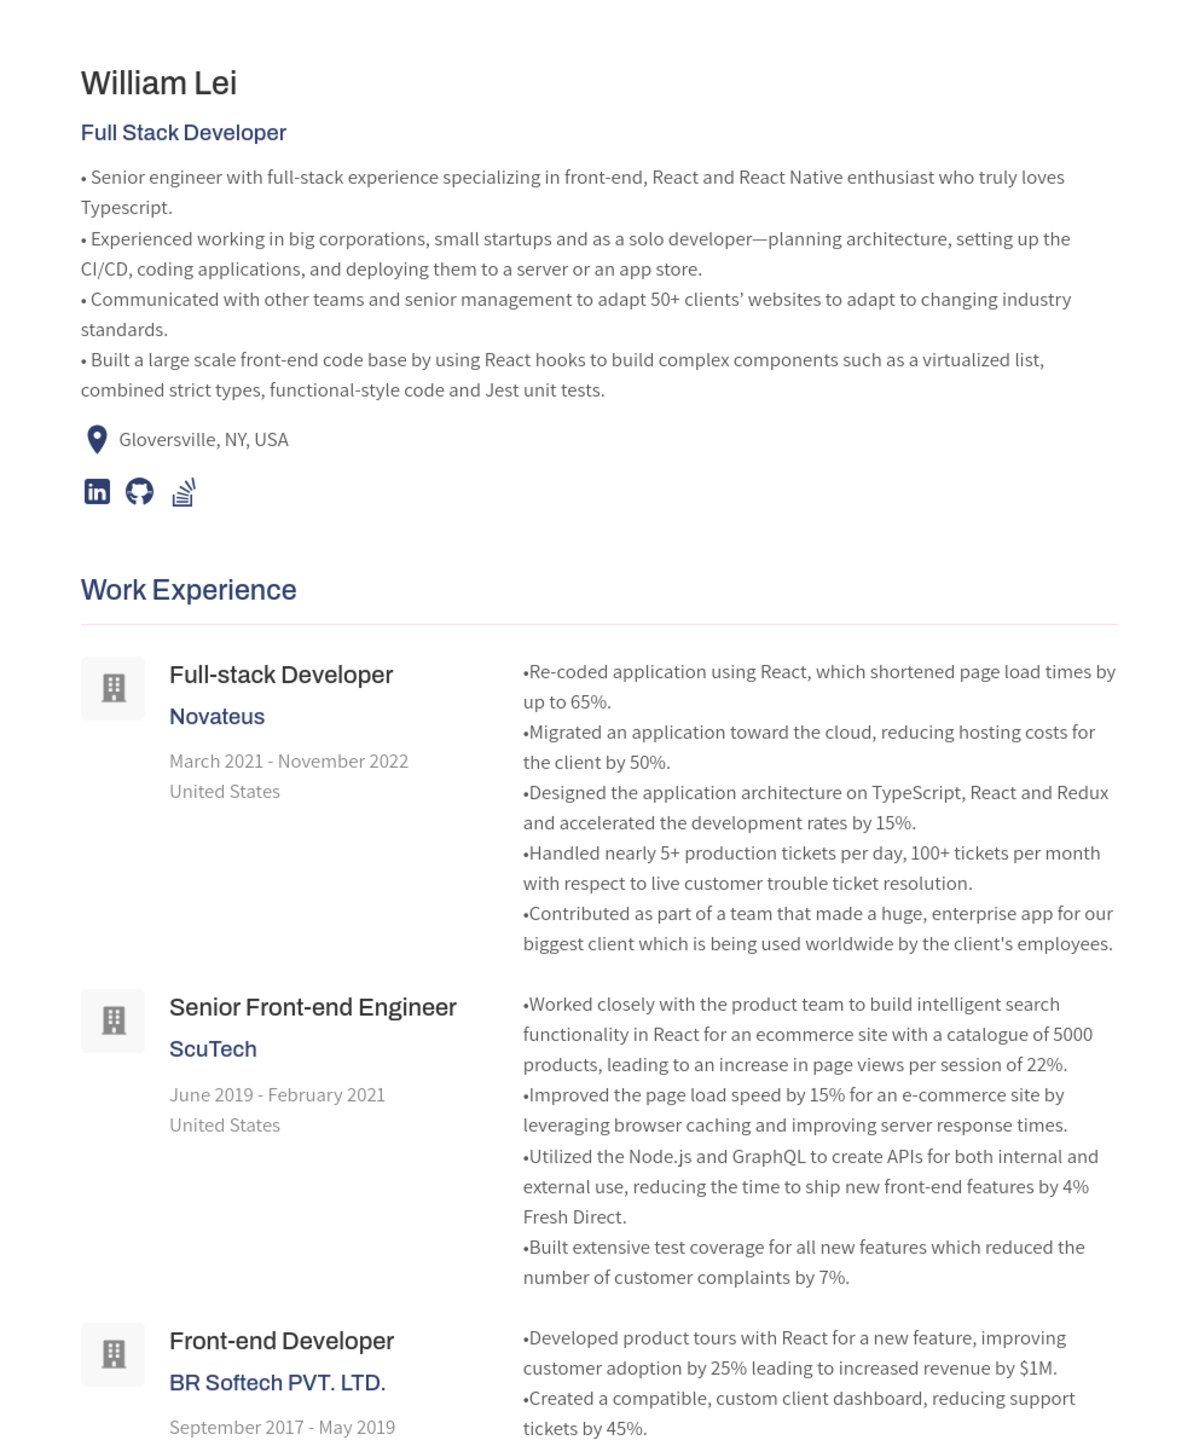 William Lei
Full Stack Developer
• Senior engineer with full-stack experience specializing in front-end, React and React Native enthusiast who truly loves
Typescript.
• Experienced working in big corporations, small startups and as a solo developer—planning architecture, setting up the
CI/CD, coding applications, and deploying them to a server or an app store.
• Communicated with other teams and senior management to adapt 50+ clients’ websites to adapt to changing industry
standards.
• Built a large scale front-end code base by using React hooks to build complex components such as a virtualized list,
combined strict types, functional-style code and Jest unit tests.
Gloversville, NY, USA
in
Work Experience
Full-stack Developer
Novateus
March 2021 - November 2022
United States
•Re-coded application using React, which shortened page load times by
up to 65%.
•Migrated an application toward the cloud, reducing hosting costs for
the client by 50%.
•Designed the application architecture on TypeScript, React and Redux
and accelerated the development rates by 15%.
•Handled nearly 5+ production tickets per day, 100+ tickets per month
with respect to live customer trouble ticket resolution.
•Contributed as part of a team that made a huge, enterprise app for our
biggest client which is being used worldwide by the client's employees.
Senior Front-end Engineer
ScuTech
June 2019 - February 2021
United States
•Worked closely with the product team to build intelligent search
functionality in React for an ecommerce site with a catalogue of 5000
products, leading to an increase in page views per session of 22%.
•Improved the page load speed by 15% for an e-commerce site by
leveraging browser caching and improving server response times.
•Utilized the Node.js and GraphQL to create APIs for both internal and
external use, reducing the time to ship new front-end features by 4%
Fresh Direct.
•Built extensive test coverage for all new features which reduced the
number of customer complaints by 7%.
Front-end Developer
BR Softech PVT. LTD.
September 2017 - May 2019
•Developed product tours with React for a new feature, improving
customer adoption by 25% leading to increased revenue by $1M.
•Created a compatible, custom client dashboard, reducing support
tickets by 45%.